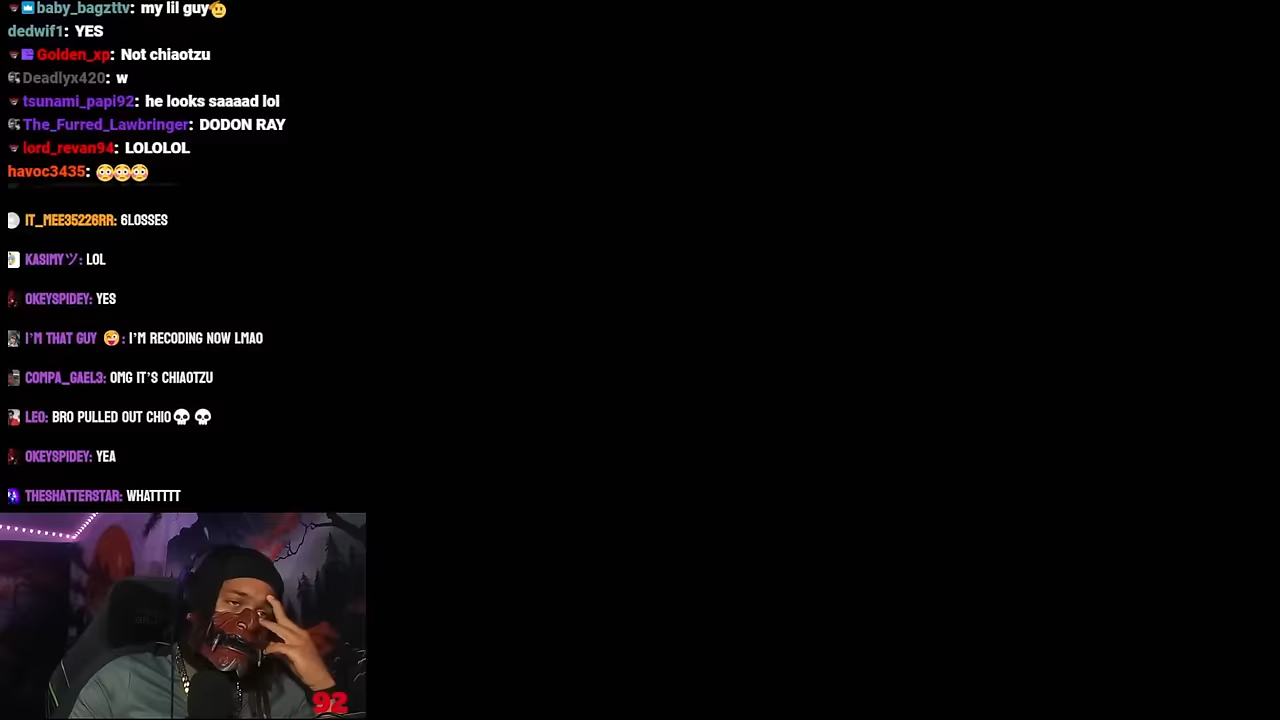 baby_bagzttv: my lil guy🫡
dedwif1: YES
Golden_xp: Not chiaotzu
Deadlyx420: w
tsunami_papi92: he looks saaaad lol
The_Furred_Lawbringer: DODON RAY
lord_revan94: LOLOLOL
havoc3435: 😳😳😳
IT_MEE35226RR: 6LOSSES
KASIMYツ: LOL
OKEYSPIDEY: YES
I'M THAT GUY 😜: I'M RECODING NOW LMAO
COMPA_GAEL3: OMG IT'S CHIAOTZU
LEO: BRO PULLED OUT CHIO💀 💀
OKEYSPIDEY: YEA
THESHATTERSTAR: WHATTTTT
92